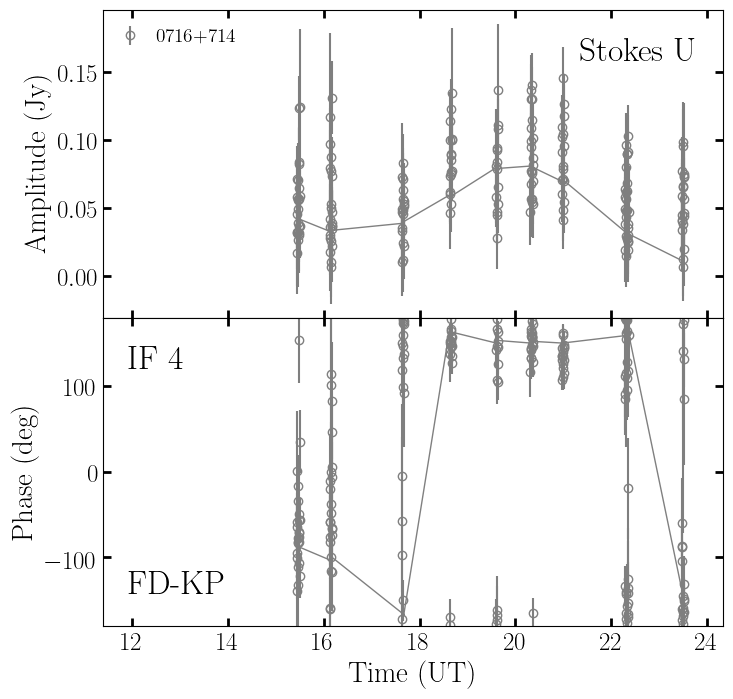 0716+714
Stokes U
Amplitude (Jy)
0.15
0.10
0.05
0.00
IF 4
FD-KP
Phase (deg)
100
0
−100
12 14 16 18 20 22 24
Time (UT)